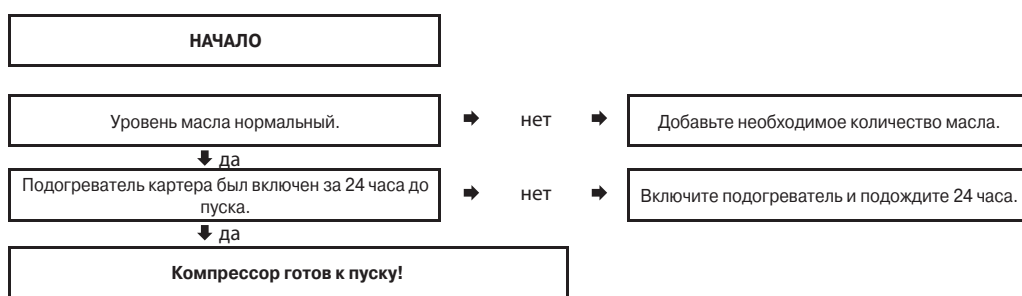 НАЧАЛО
Уровень масла нормальный.
нет
Добавьте необходимое количество масла.
да
Подогреватель картера был включен за 24 часа до
пуска.
нет
Включите подогреватель и подождите 24 часа.
да
Компрессор готов к пуску!